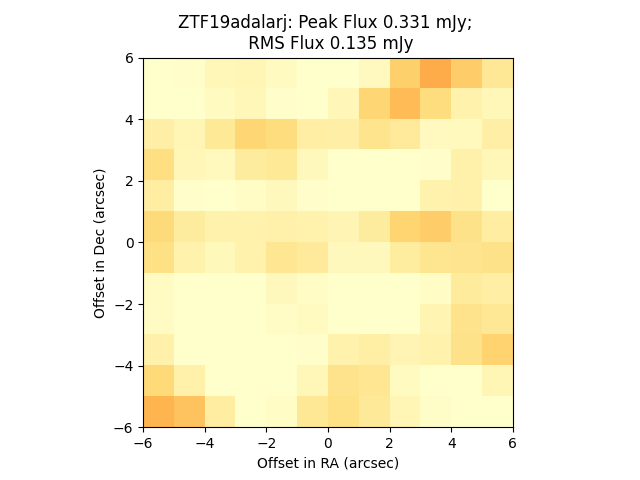 ZTF19adalarj: Peak Flux 0.331 mJy;
RMS Flux 0.135 mJy
6
4
2
0
−2
−4
−6
Offset in Dec (arcsec)
−6 −4 −2 0 2 4 6
Offset in RA (arcsec)